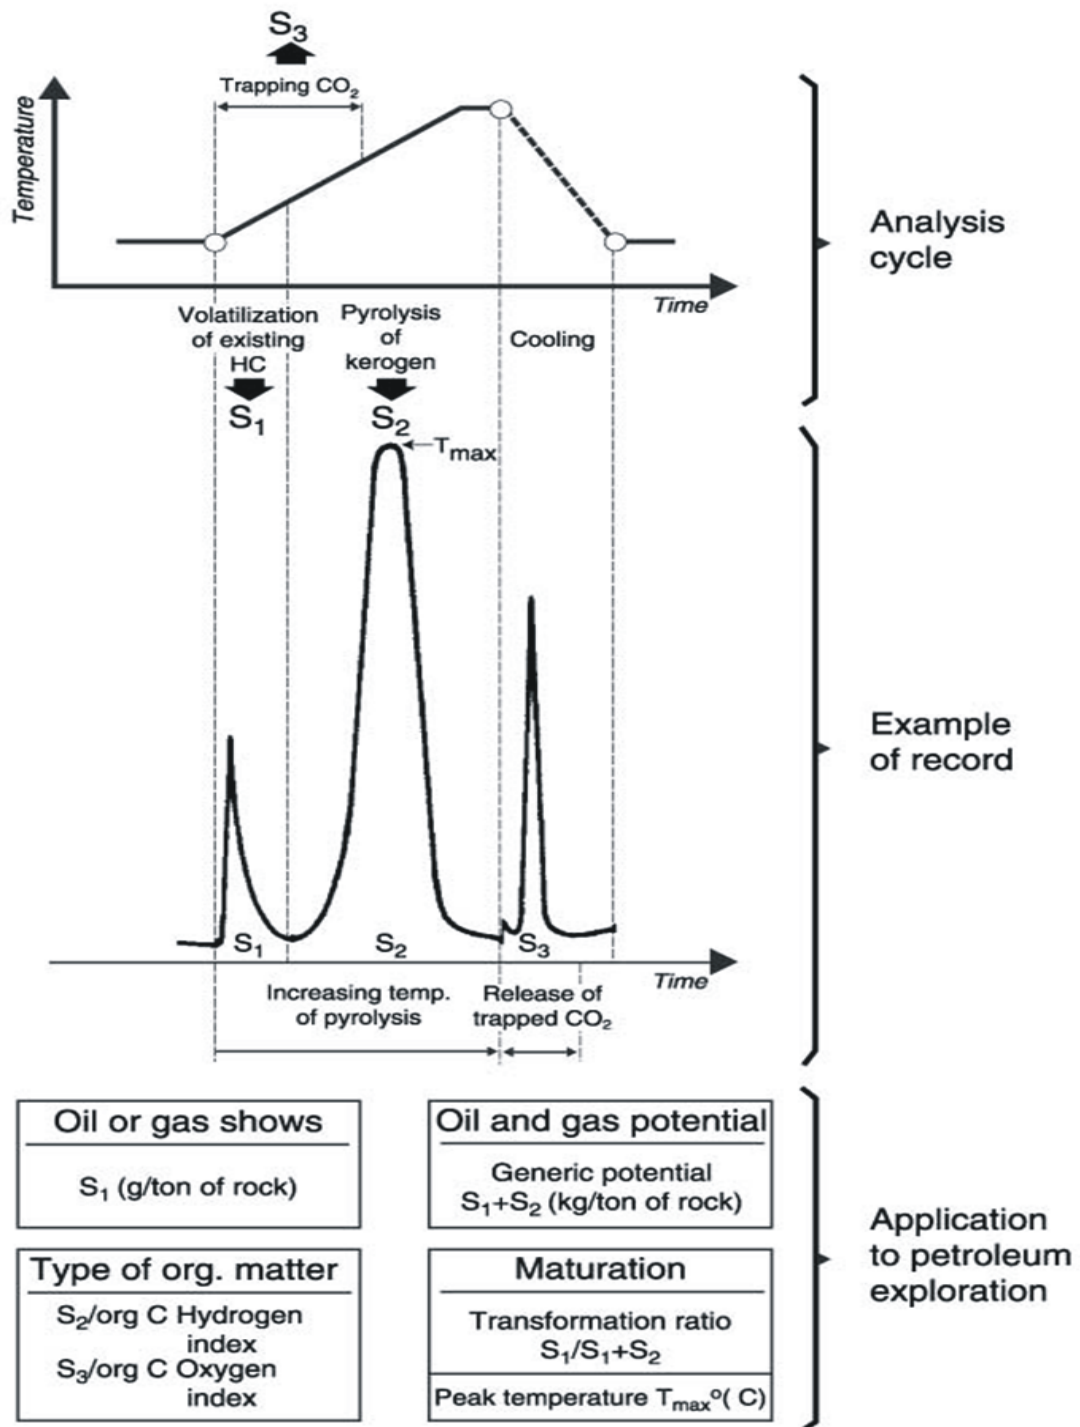 S₃
Trapping CO₂
Temperature
Time
Analysis
cycle
Volatilization
of existing
HC
S₁
Pyrolysis
of
kerogen
S₂
Cooling
Tmax
Example
of record
S₁
S₂
S₃
Time
Increasing temp.
of pyrolysis
Release of
trapped CO₂
Oil or gas shows
S₁ (g/ton of rock)
Oil and gas potential
Generic potential
S₁+S₂ (kg/ton of rock)
Type of org. matter
S₂/org C Hydrogen
index
S₃/org C Oxygen
index
Maturation
Transformation ratio
S₁/S₁+S₂
Peak temperature Tmaxº( C)
Application
to petroleum
exploration